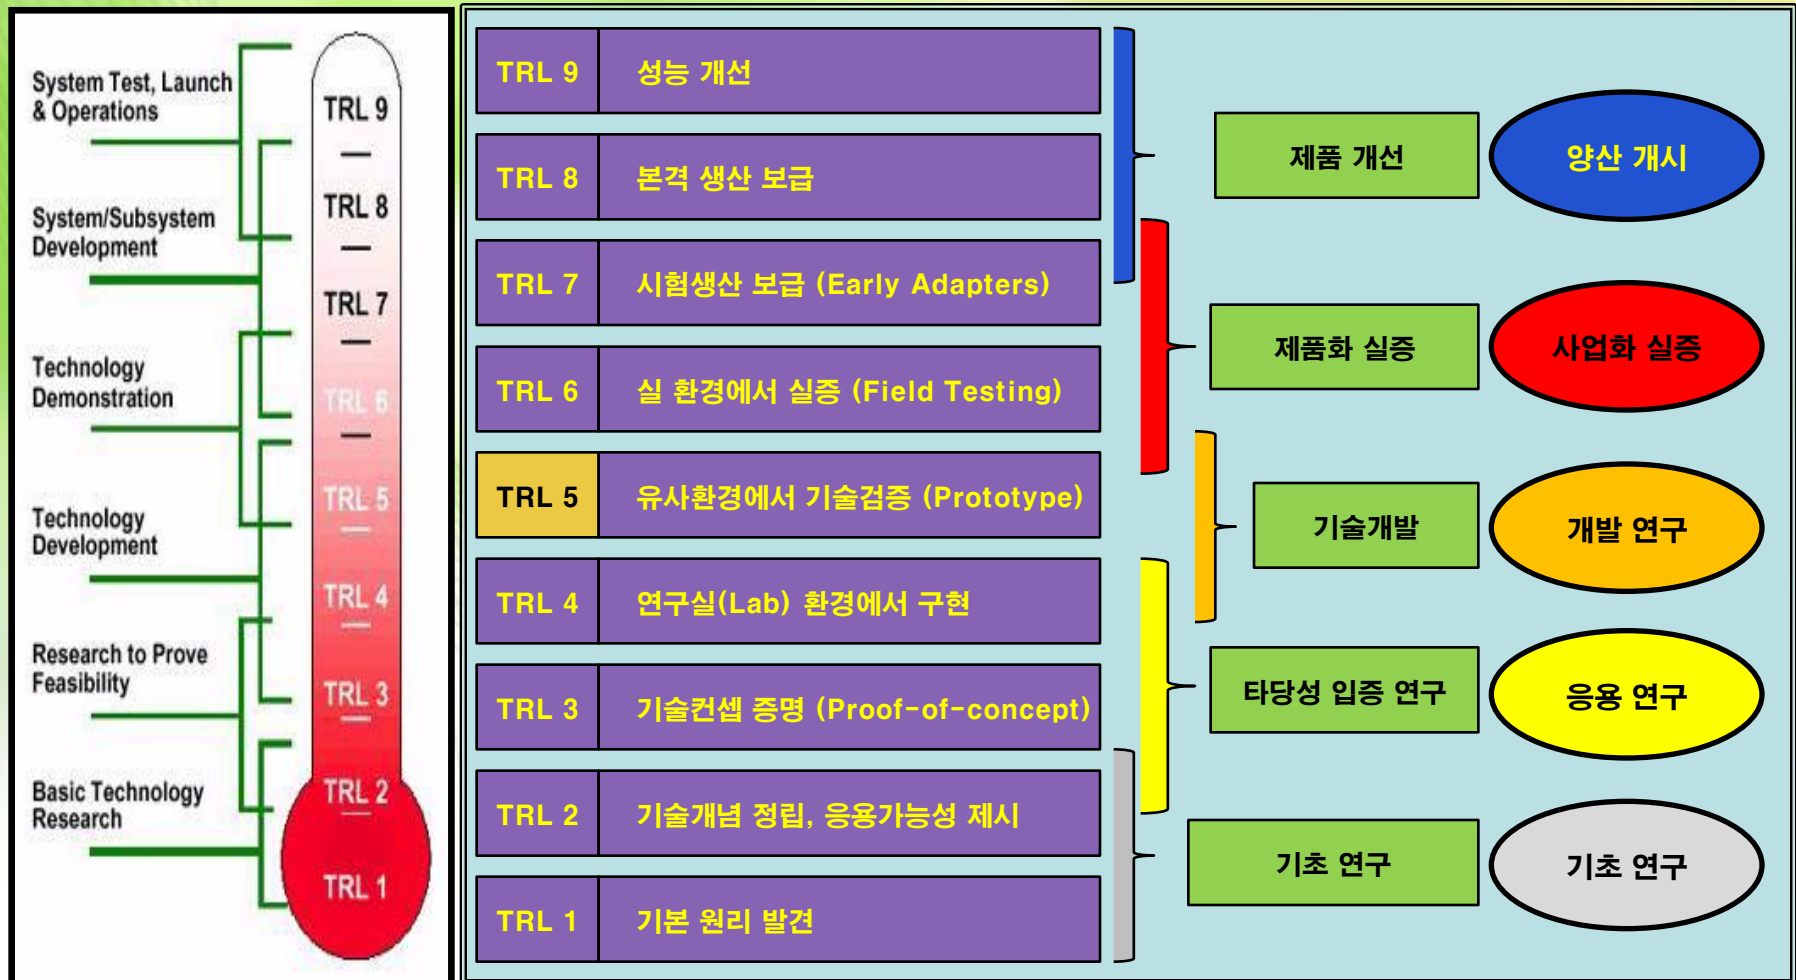 System Test, Launch
& Operations
System/Subsystem
Development
Technology
Demonstration
Technology
Development
Research to Prove
Feasibility
Basic Technology
Research
TRL 9
TRL 8
TRL 7
TRL 6
TRL 5
TRL 4
TRL 3
TRL 2
TRL 1
TRL 9 성능 개선
TRL 8 본격 생산 보급
TRL 7 시험생산 보급 (Early Adapters)
TRL 6 실 환경에서 실증 (Field Testing)
TRL 5 유사환경에서 기술검증 (Prototype)
TRL 4 연구실(Lab) 환경에서 구현
TRL 3 기술컨셉 증명 (Proof-of-concept)
TRL 2 기술개념 정립, 응용가능성 제시
TRL 1 기본 원리 발견
제품 개선 양산 개시
제품화 실증 사업화 실증
기술개발 개발 연구
타당성 입증 연구 응용 연구
기초 연구 기초 연구